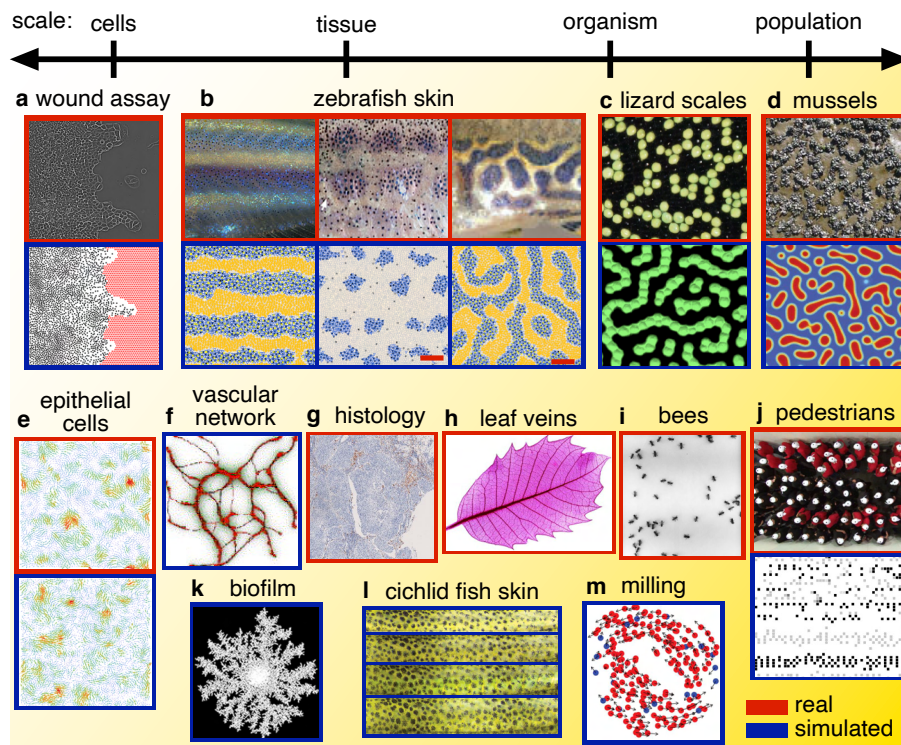 scale:
cells
tissue
organism
population
a wound assay
b zebrafish skin
c lizard scales
d mussels
e epithelial
cells
f vascular
network
g histology
h leaf veins
i bees
j pedestrians
k biofilm
l cichlid fish skin
m milling
real
simulated